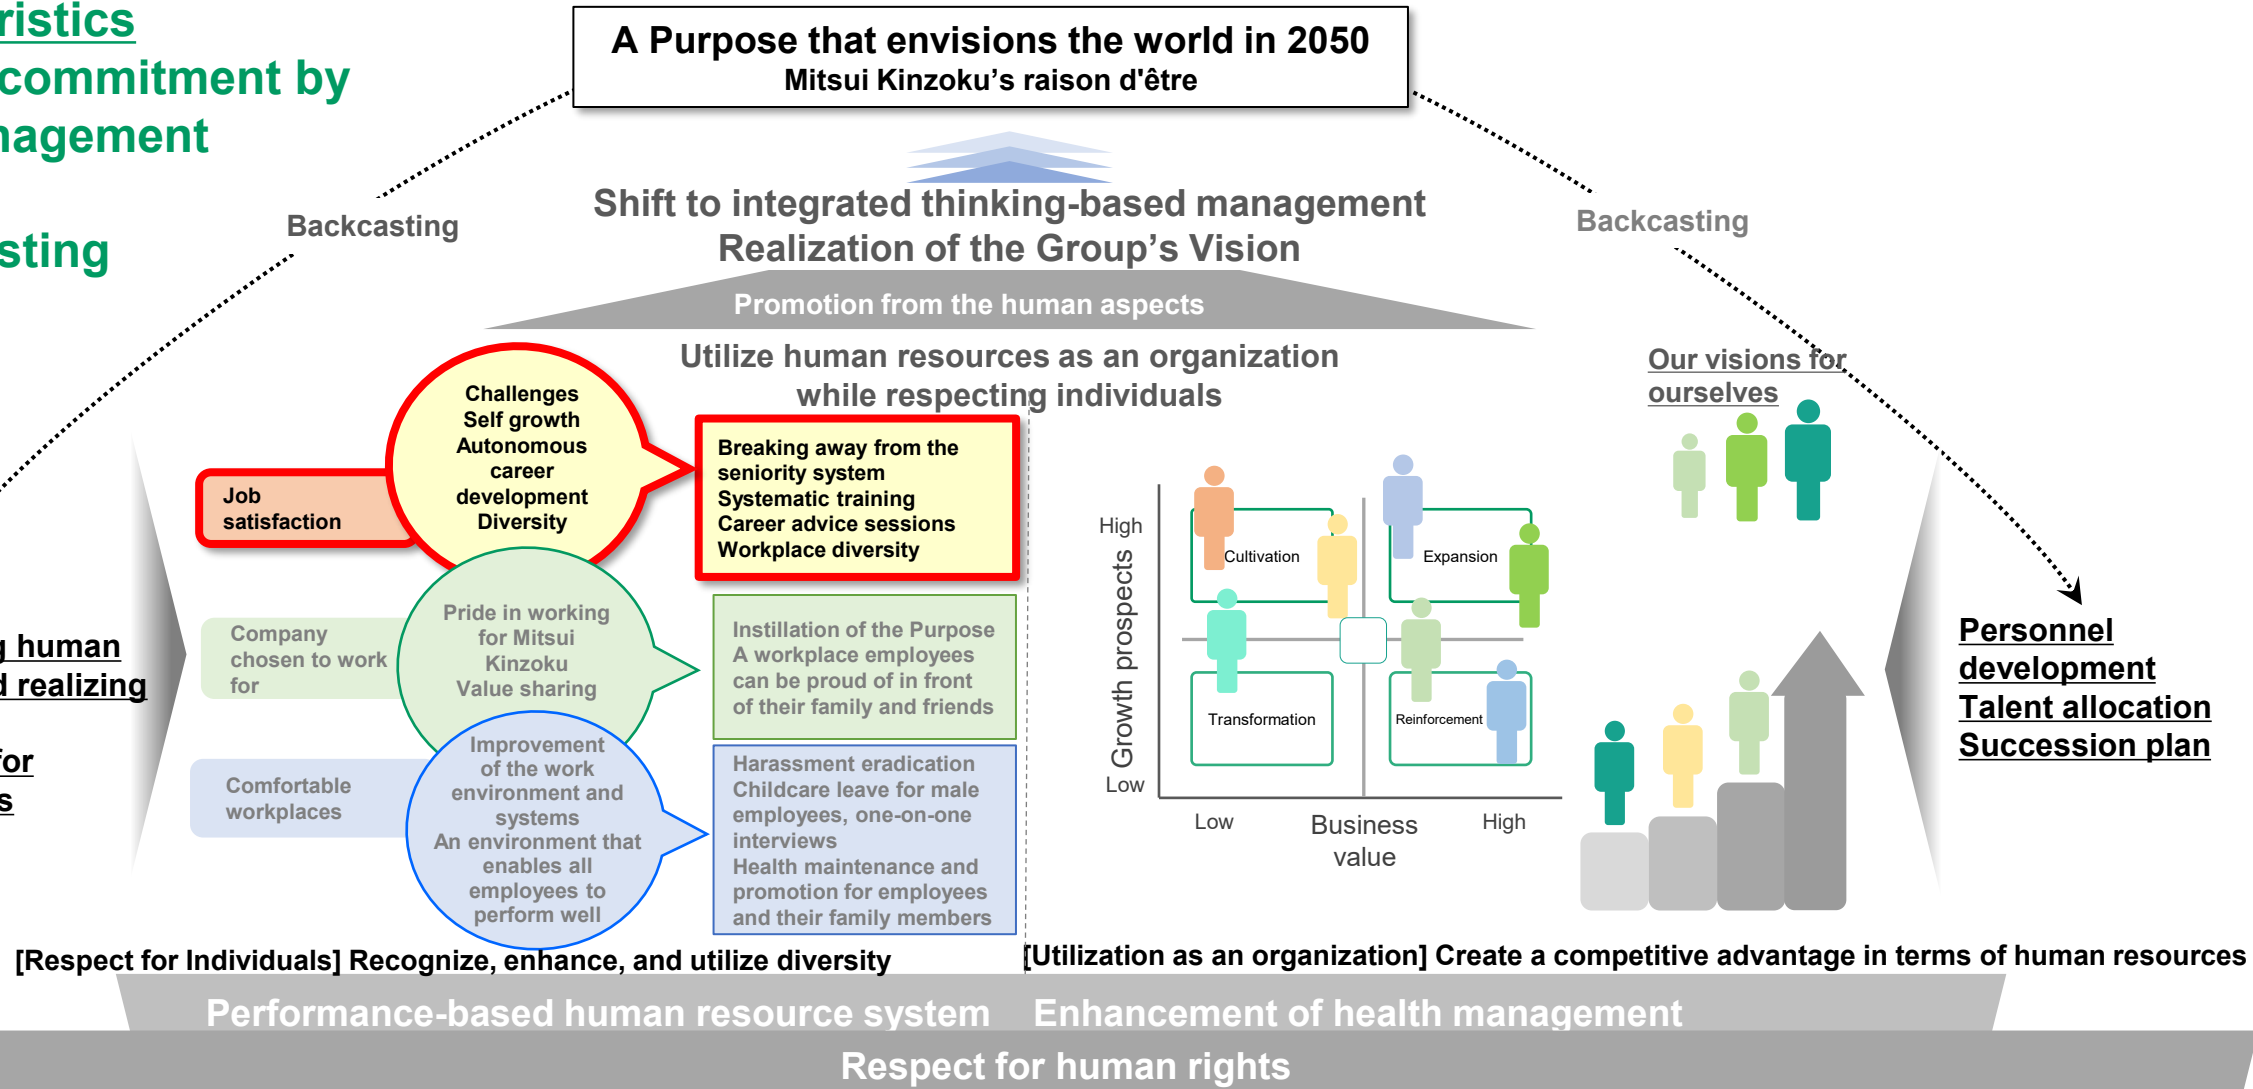 A Purpose that envisions the world in 2050
Mitsui Kinzoku's raison d'être
commitment by
Backcasting
Backcasting
Shift to integrated thinking-based management
Realization of the Group's Vision
Promotion from the human aspects
Utilize human resources as an organization
while respecting individuals
Our visions for
ourselves
Job
satisfaction
Challenges
Self growth
Autonomous
career
development
Diversity
Breaking away from the
seniority system
Systematic training
Career advice sessions
Workplace diversity
Company
chosen to work
for
Pride in working
for Mitsui
Kinzoku
Value sharing
Instillation of the Purpose
A workplace employees
can be proud of in front
of their family and friends
Comfortable
workplaces
Improvement
of the work
environment and
systems
An environment that
enables all
employees to
perform well
Harassment eradication
Childcare leave for male
employees, one-on-one
interviews
Health maintenance and
promotion for employees
and their family members
human
realizing
for
High
Growth prospects
Low
Cultivation
Expansion
Transformation
Reinforcement
Low
Business
value
High
Personnel
development
Talent allocation
Succession plan
[Respect for Individuals] Recognize, enhance, and utilize diversity
[Utilization as an organization] Create a competitive advantage in terms of human resources
Performance-based human resource system
Enhancement of health management
Respect for human rights